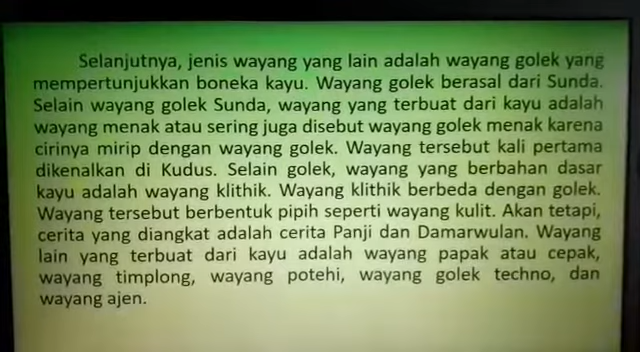 Selanjutnya, jenis wayang yang lain adalah wayang golek yang
mempertunjukkan boneka kayu. Wayang golek berasal dari Sunda.
Selain wayang golek Sunda, wayang yang terbuat dari kayu adalah
wayang menak atau sering juga disebut wayang golek menak karena
cirinya mirip dengan wayang golek. Wayang tersebut kali pertama
dikenalkan di Kudus. Selain golek, wayang yang berbahan dasar
kayu adalah wayang klithik. Wayang klithik berbeda dengan golek.
Wayang tersebut berbentuk pipih seperti wayang kulit. Akan tetapi,
cerita yang diangkat adalah cerita Panji dan Damarwulan. Wayang
lain yang terbuat dari kayu adalah wayang papak atau cepak,
wayang timplong, wayang potehi, wayang golek techno, dan
wayang ajen.